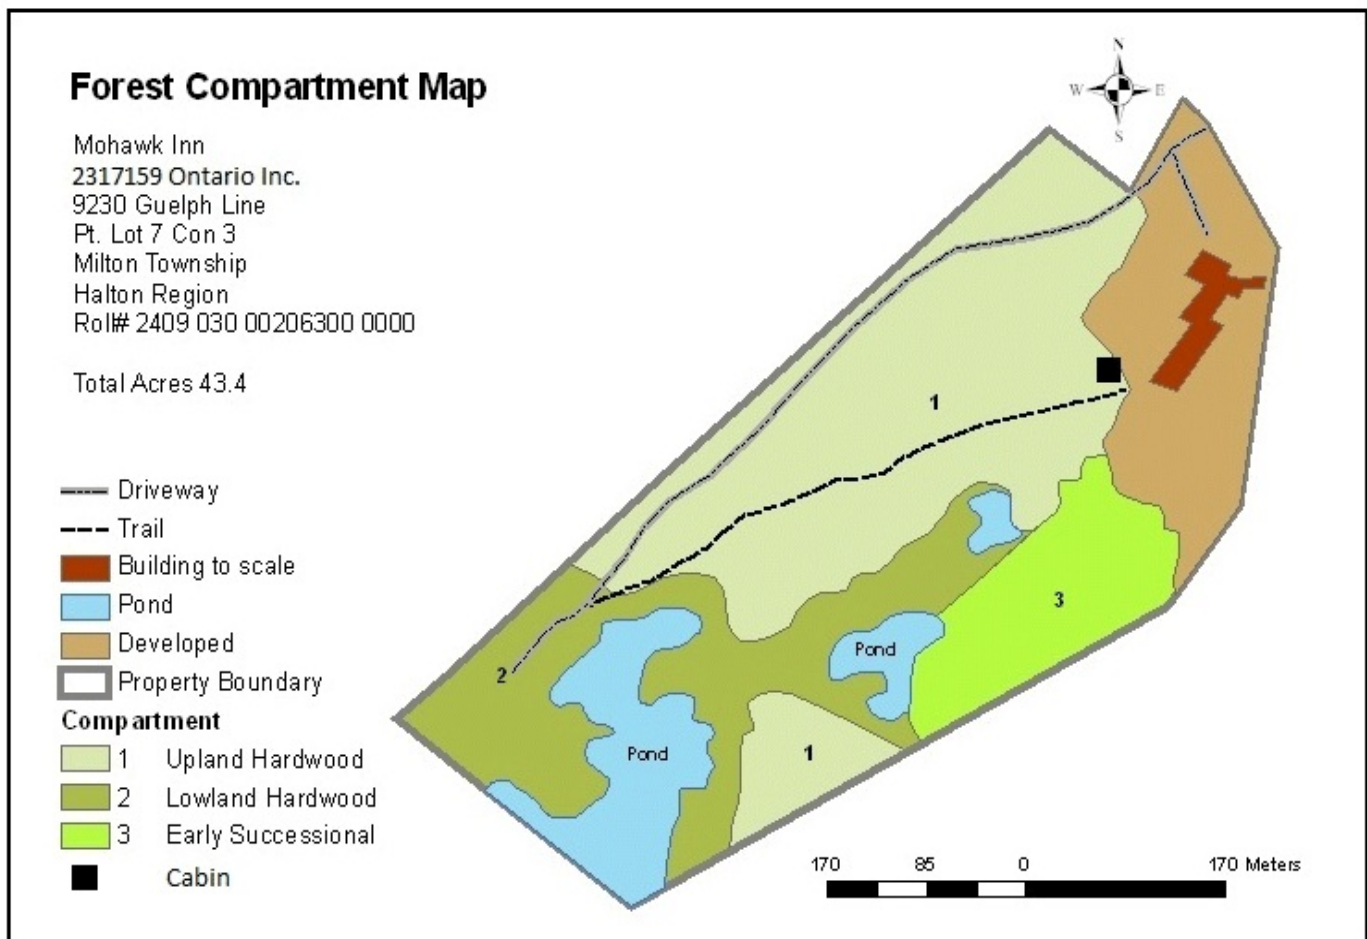 Forest Compartment Map
Mohawk Inn
2317159 Ontario Inc.
9230 Guelph Line
Pt. Lot 7 Con 3
Milton Township
Halton Region
Roll# 2409 030 00206300 0000
Total Acres 43.4
N
W E
S
1
3
2
Pond
Pond
1
Driveway
Trail
Building to scale
Pond
Developed
Property Boundary
Compartment
1 Upland Hardwood
2 Lowland Hardwood
3 Early Successional
Cabin
170 85 0 170 Meters